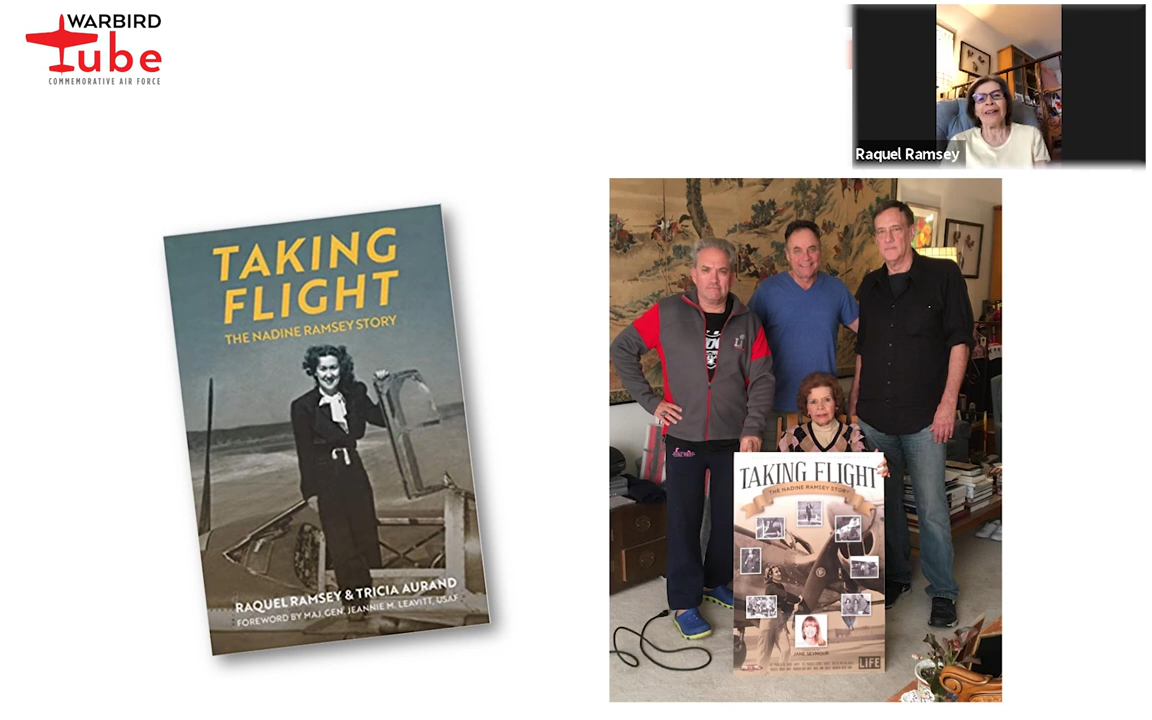 WARBIRD
Tube
COMMEMORATIVE AIR FORCE
Raquel Ramsey
TAKING
FLIGHT
THE NADINE RAMSEY STORY
RAQUEL RAMSEY & TRICIA AURAND
FOREWORD BY MAJ. GEN. JEANNIE M. LEAVITT, USAF
TAKING FLIGHT
THE NADINE RAMSEY STORY
JANE SEYMOUR
LIFE